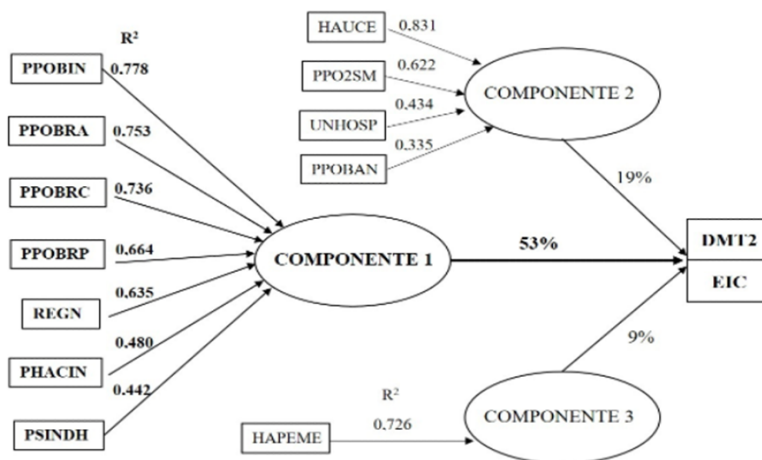 R²
PPOBIN 0.778
PPOBRA 0.753
PPOBRC 0.736
PPOBRP 0.664
REGN 0.635
PHACIN 0.480
PSINDH 0.442
COMPONENTE 1
53%
HAUCE 0.831
PPO2SM 0.622
UNHOSP 0.434
PPOBAN 0.335
COMPONENTE 2
19%
R²
HAPEME 0.726
COMPONENTE 3
9%
DMT2
EIC